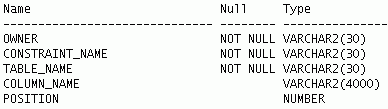 Name Null Type
------------------------------ -------- --------------
OWNER NOT NULL VARCHAR2(30)
CONSTRAINT_NAME NOT NULL VARCHAR2(30)
TABLE_NAME NOT NULL VARCHAR2(30)
COLUMN_NAME VARCHAR2(4000)
POSITION NUMBER